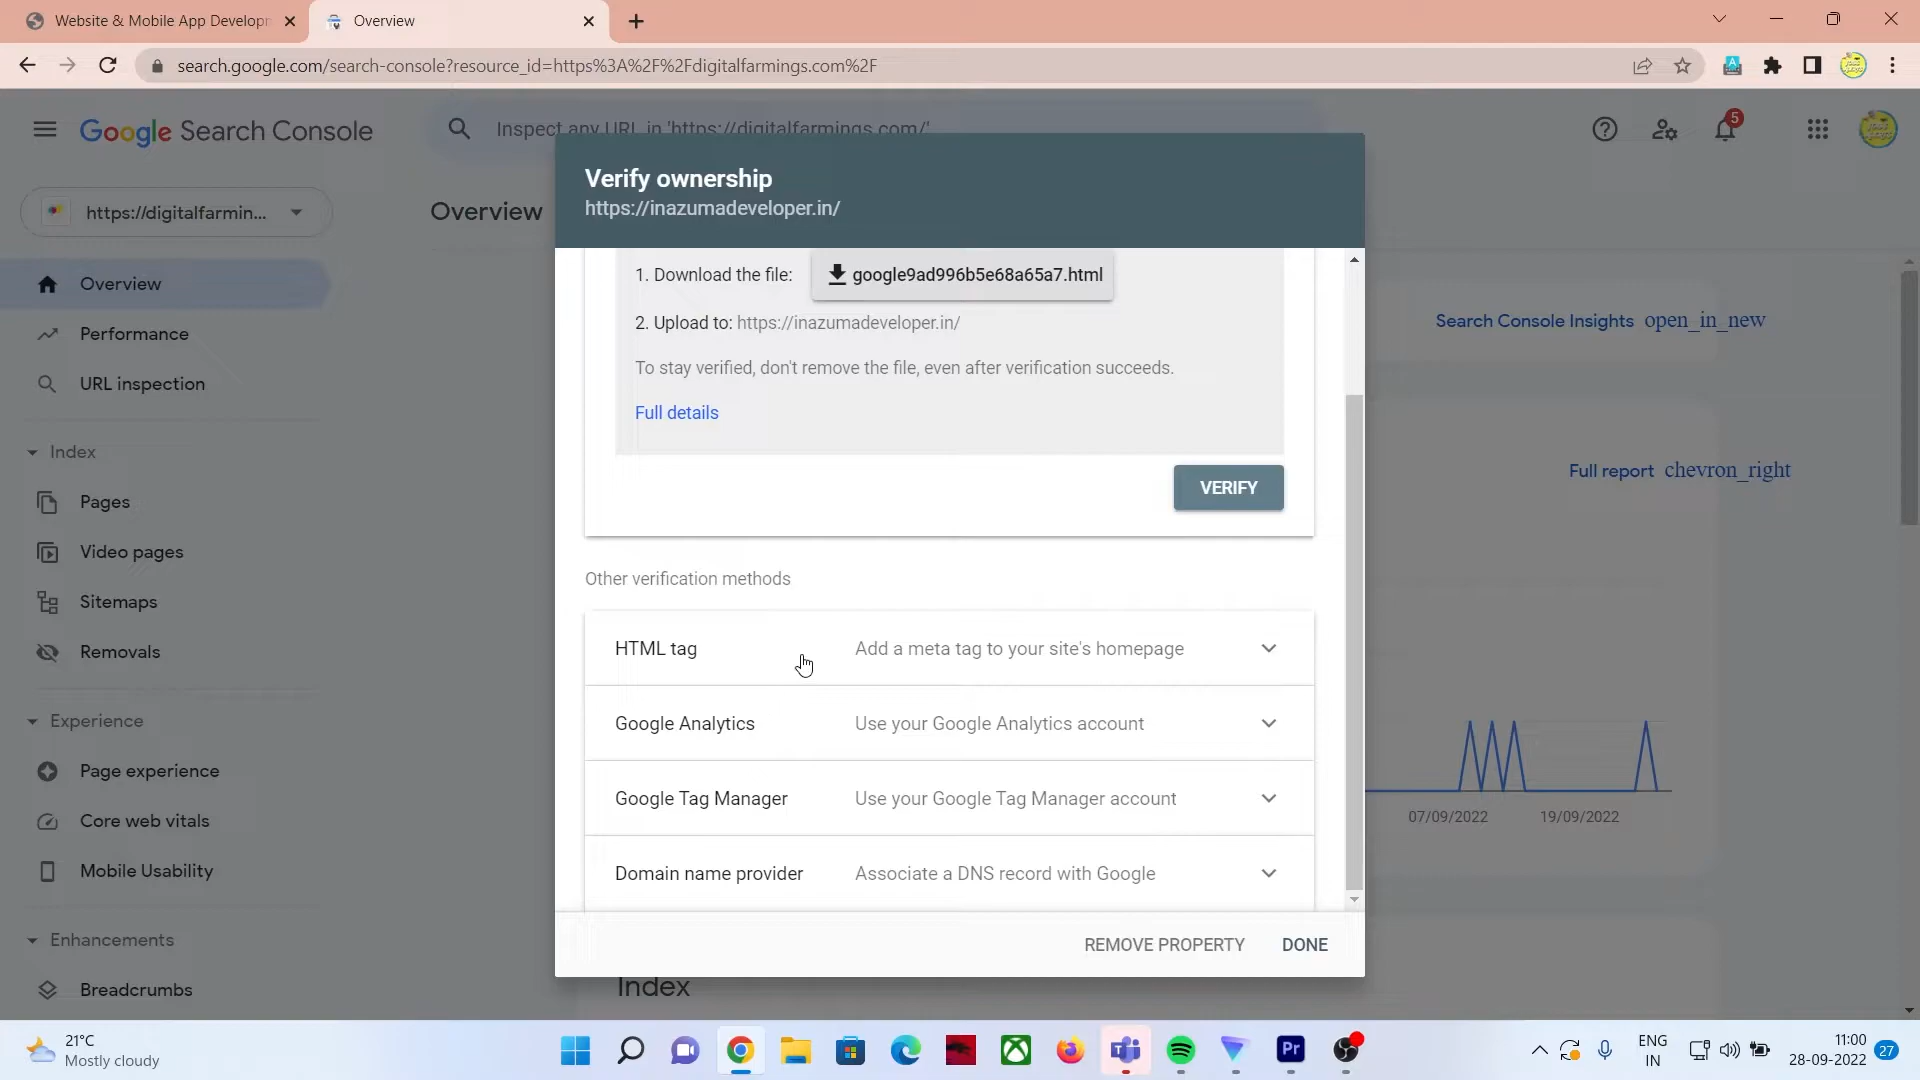 Website & Mobile App Develop
Overview
search.google.com/search-console?resource_id=https%3A%2F%2Fdigitalfarmings.com%2F
Google Search Console
Inspect any URL in 'https://digitalfarmings.com/'
5
https://digitalfarmin...
Overview
Verify ownership
https://inazumadeveloper.in/
Overview
Performance
URL inspection
Index
Pages
Video pages
Sitemaps
Removals
Experience
Page experience
Core web vitals
Mobile Usability
Enhancements
Breadcrumbs
1. Download the file: google9ad996b5e68a65a7.html
2. Upload to: https://inazumadeveloper.in/
To stay verified, don't remove the file, even after verification succeeds.
Full details
VERIFY
Other verification methods
HTML tag Add a meta tag to your site's homepage
Google Analytics Use your Google Analytics account
Google Tag Manager Use your Google Tag Manager account
Domain name provider Associate a DNS record with Google
REMOVE PROPERTY DONE
Search Console Insights open_in_new
Full report chevron_right
07/09/2022 19/09/2022
Index
21°C
Mostly cloudy
Pr
ENG
IN
11:00
28-09-2022
27